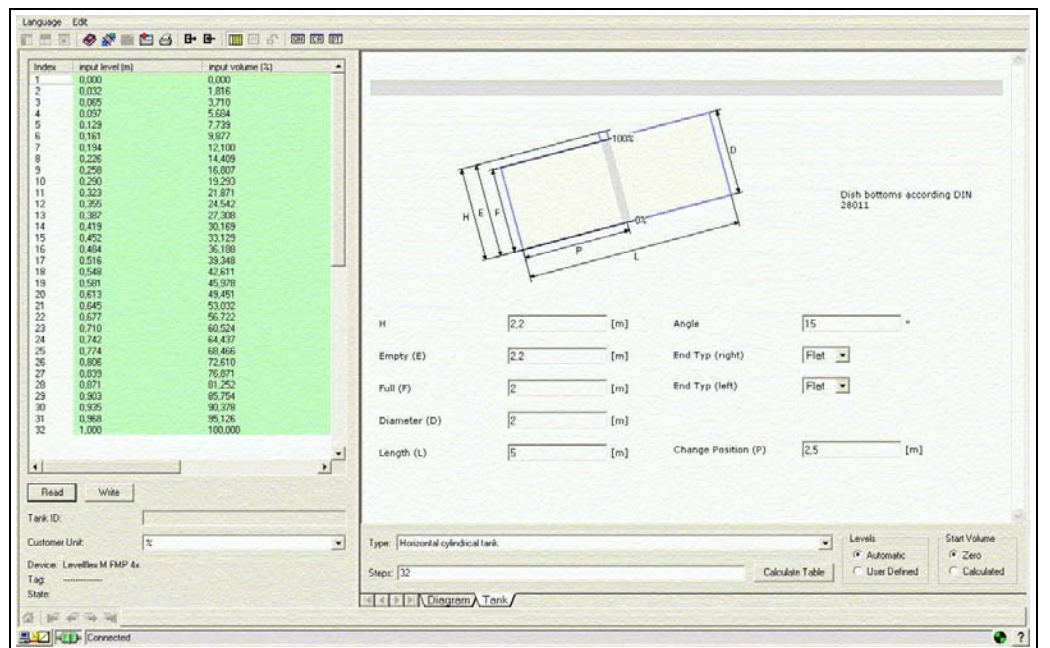 Language Edit
Index input level [m] input volume [%]
1 0,000 0,000
2 0,032 1,816
3 0,065 3,710
4 0,097 5,684
5 0,129 7,739
6 0,161 9,877
7 0,194 12,100
8 0,226 14,409
9 0,258 16,807
10 0,290 19,293
11 0,323 21,871
12 0,355 24,542
13 0,387 27,308
14 0,419 30,169
15 0,452 33,129
16 0,484 36,188
17 0,516 39,348
18 0,548 42,611
19 0,581 45,978
20 0,613 49,451
21 0,645 53,032
22 0,677 56,722
23 0,710 60,524
24 0,742 64,437
25 0,774 68,466
26 0,806 72,610
27 0,839 76,871
28 0,871 81,252
29 0,903 85,754
30 0,935 90,378
31 0,968 95,126
32 1,000 100,000
Read Write
Tank ID:
Customer Unit: %
Device: Levelflex M FMP 4x
Tag: -------------
State:
100%
D
H E F
0%
P
L
Dish bottoms according DIN
28011
H 2,2 [m] Angle 15 °
Empty (E) 2,2 [m] End Typ (right) Flat
Full (F) 2 [m] End Typ (left) Flat
Diameter (D) 2 [m]
Length (L) 5 [m] Change Position (P) 2,5 [m]
Type: Horizontal cylindrical tank
Steps: 32 Calculate Table
Levels
Automatic
User Defined
Start Volume
Zero
Calculated
Diagram Tank
Connected
?